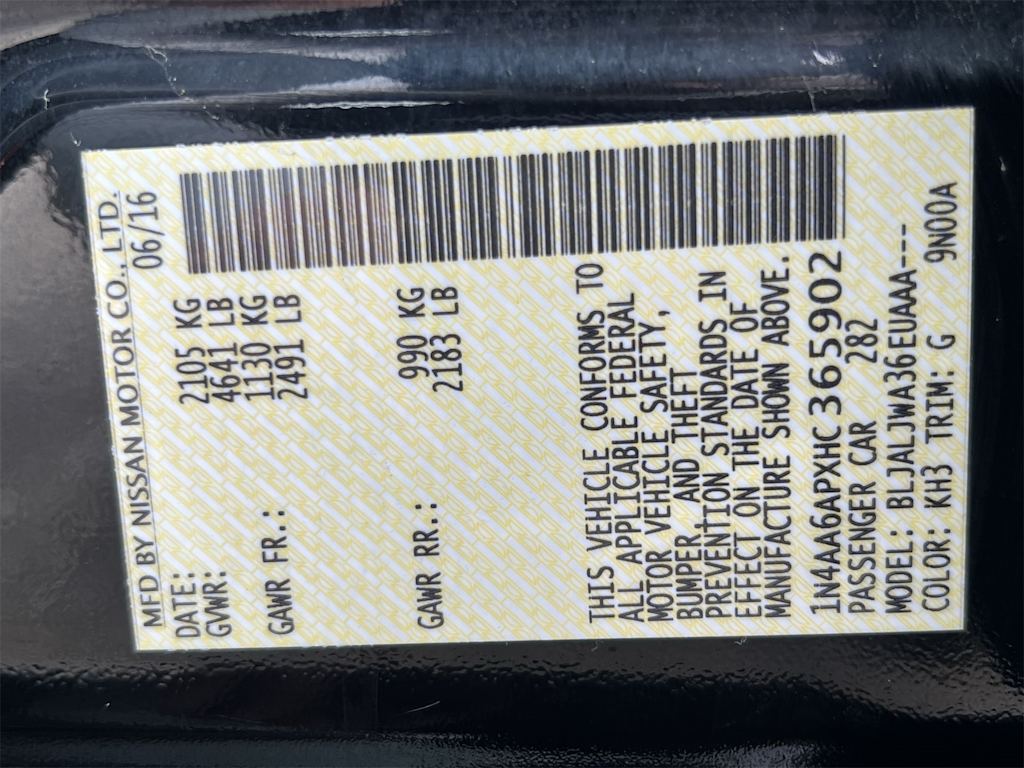 MFD BY NISSAN MOTOR CO., LTD.
DATE: 06/16
GVWR: 2105 KG
4641 LB
GAWR FR.: 1130 KG
2491 LB
GAWR RR.: 990 KG
2183 LB
THIS VEHICLE CONFORMS TO
ALL APPLICABLE FEDERAL
MOTOR VEHICLE SAFETY,
BUMPER, AND THEFT
PREVENTION STANDARDS IN
EFFECT ON THE DATE OF
MANUFACTURE SHOWN ABOVE.
1N4AA6APXHC365902
PASSENGER CAR 282
MODEL: BLJALJWA36EUAAA---
COLOR: KH3 TRIM: G 9N00A